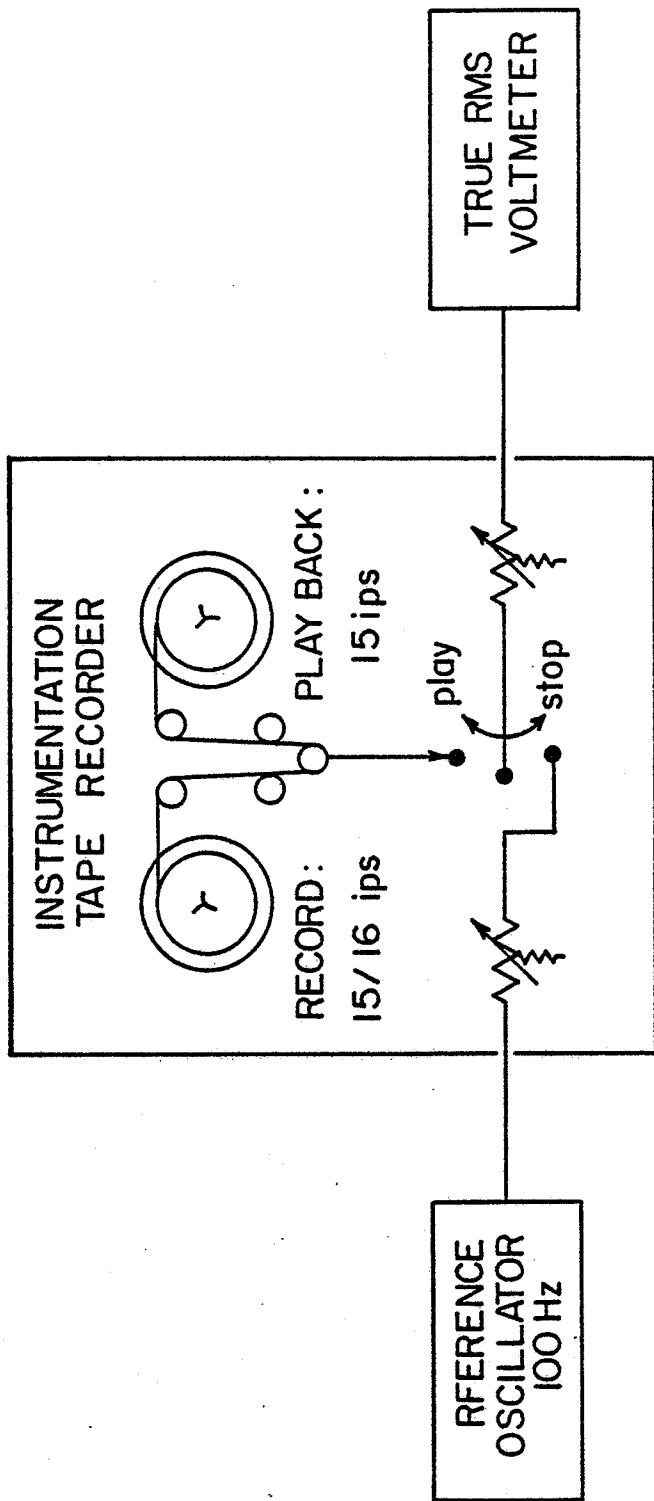 INSTRUMENTATION
TAPE RECORDER
RECORD:
15/16 ips
PLAY BACK:
15 ips
play
stop
RFERENCE
OSCILLATOR
100 Hz
TRUE RMS
VOLTMETER